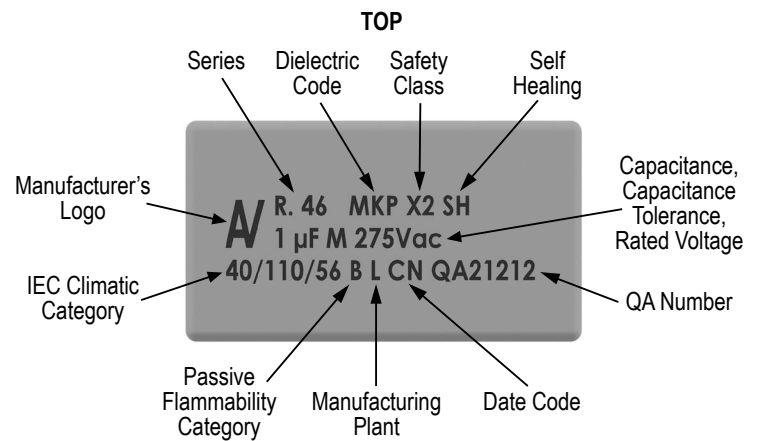 TOP
Series
Dielectric
Code
Safety
Class
Self
Healing
Manufacturer's
Logo
R. 46 MKP X2 SH
1 µF M 275Vac
40/110/56 B L CN QA21212
Capacitance,
Capacitance
Tolerance,
Rated Voltage
IEC Climatic
Category
QA Number
Passive
Flammability
Category
Manufacturing
Plant
Date Code